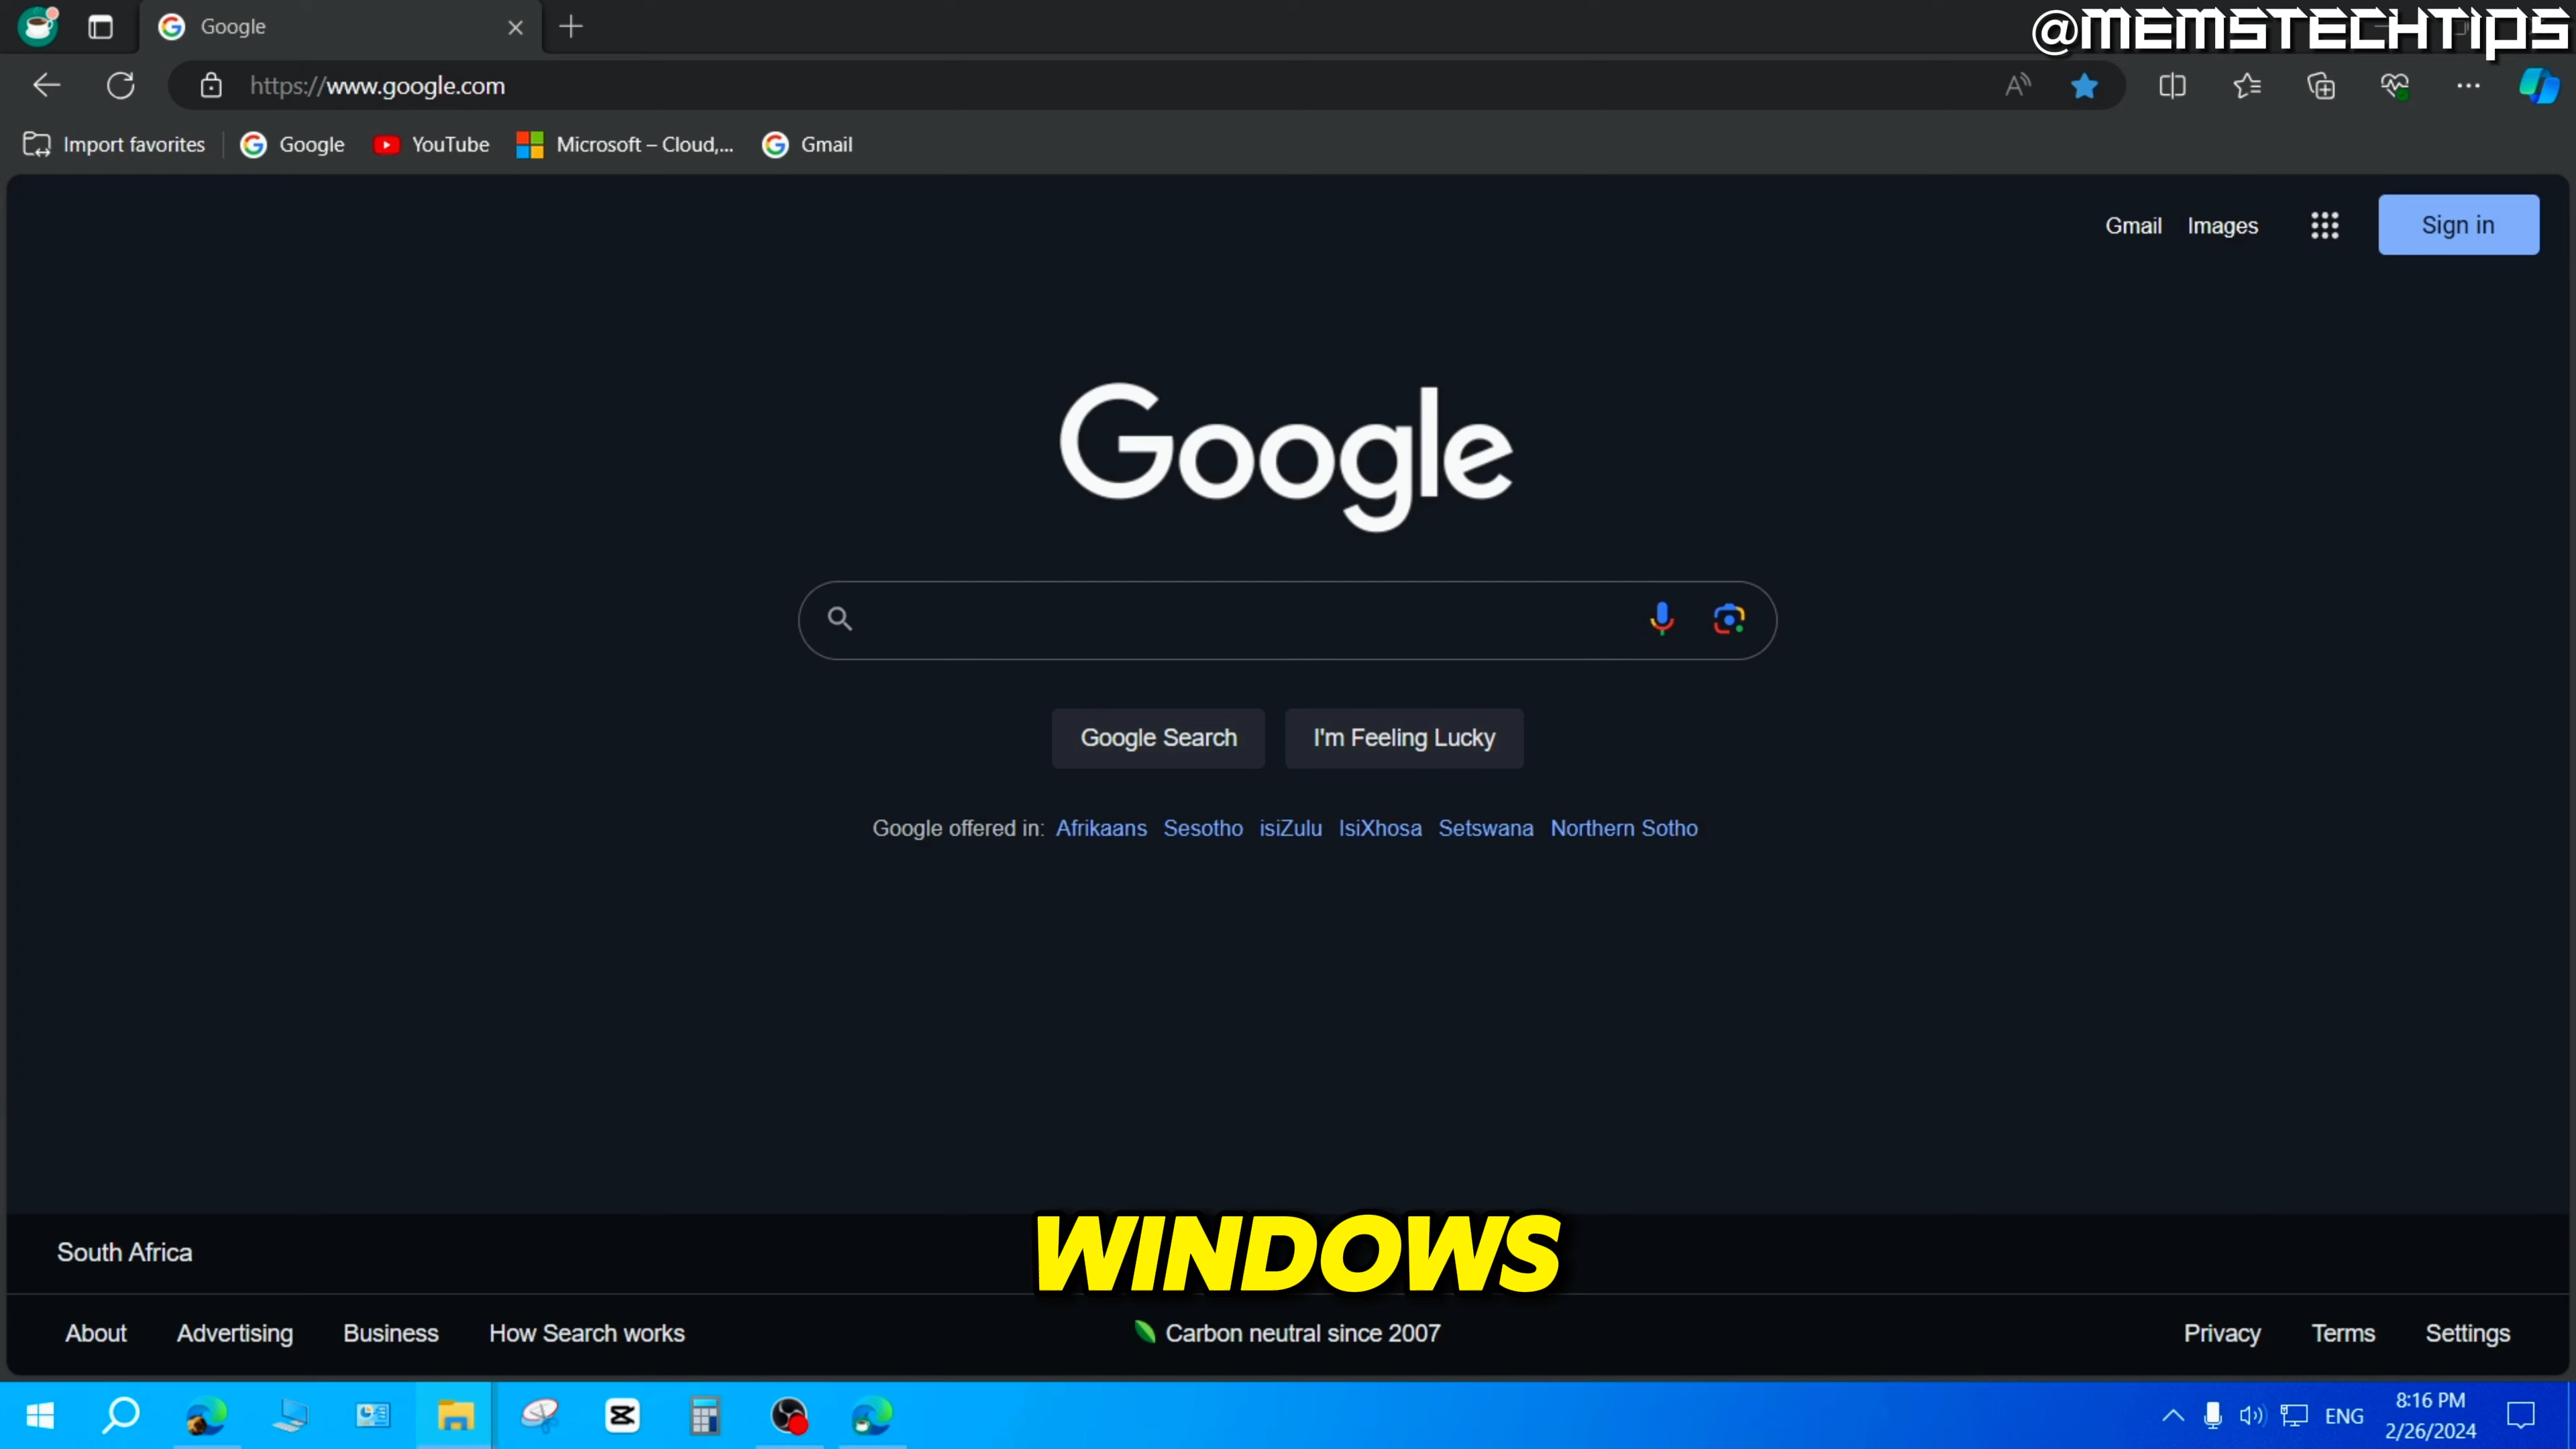 Google
@MEMSTECHTIPS
https://www.google.com
Import favorites Google YouTube Microsoft – Cloud,... Gmail
Gmail Images Sign in
Google
Google Search I'm Feeling Lucky
Google offered in: Afrikaans Sesotho isiZulu IsiXhosa Setswana Northern Sotho
WINDOWS
South Africa
About Advertising Business How Search works Carbon neutral since 2007 Privacy Terms Settings
ENG 8:16 PM
2/26/2024